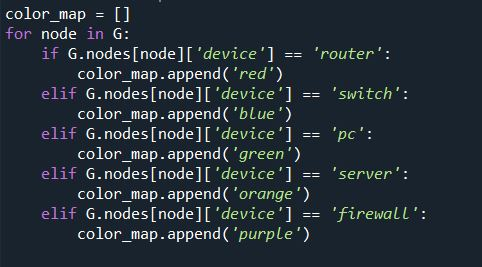 color_map = []
for node in G:
    if G.nodes[node]['device'] == 'router':
        color_map.append('red')
    elif G.nodes[node]['device'] == 'switch':
        color_map.append('blue')
    elif G.nodes[node]['device'] == 'pc':
        color_map.append('green')
    elif G.nodes[node]['device'] == 'server':
        color_map.append('orange')
    elif G.nodes[node]['device'] == 'firewall':
        color_map.append('purple')